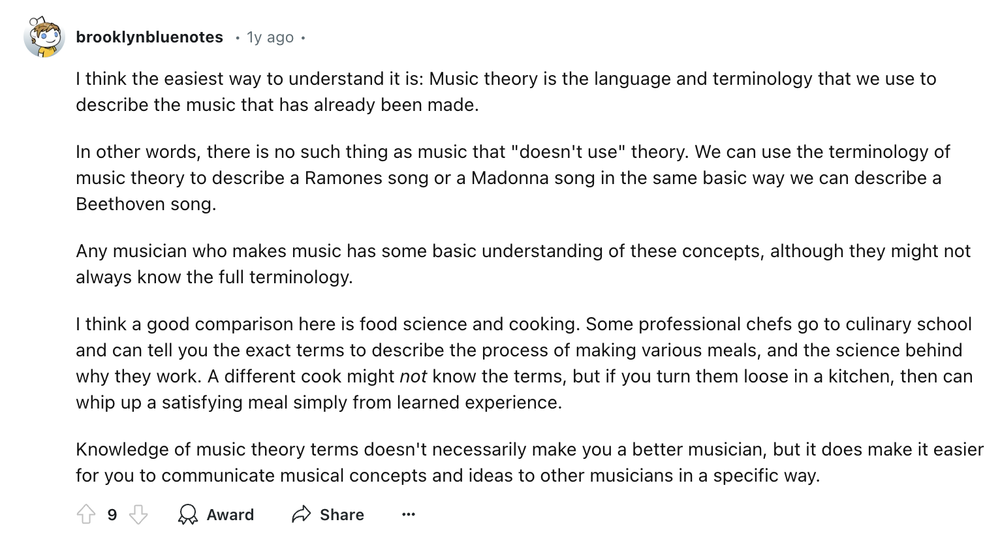 brooklynbluenotes • 1y ago •
I think the easiest way to understand it is: Music theory is the language and terminology that we use to
describe the music that has already been made.
In other words, there is no such thing as music that "doesn't use" theory. We can use the terminology of
music theory to describe a Ramones song or a Madonna song in the same basic way we can describe a
Beethoven song.
Any musician who makes music has some basic understanding of these concepts, although they might not
always know the full terminology.
I think a good comparison here is food science and cooking. Some professional chefs go to culinary school
and can tell you the exact terms to describe the process of making various meals, and the science behind
why they work. A different cook might not know the terms, but if you turn them loose in a kitchen, then can
whip up a satisfying meal simply from learned experience.
Knowledge of music theory terms doesn't necessarily make you a better musician, but it does make it easier
for you to communicate musical concepts and ideas to other musicians in a specific way.
9 Award Share ...